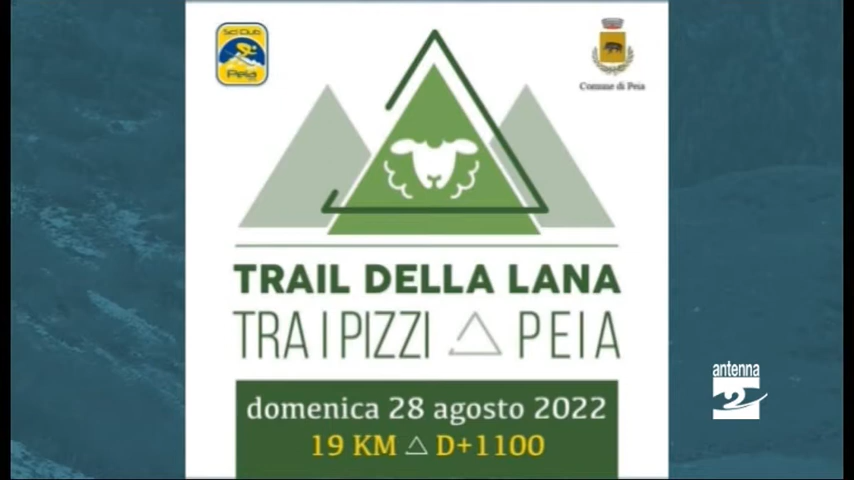 Sci Club
Peia
Comune di Peia
TRAIL DELLA LANA
TRA I PIZZI PEIA
domenica 28 agosto 2022
19 KM D+1100
antenna
2